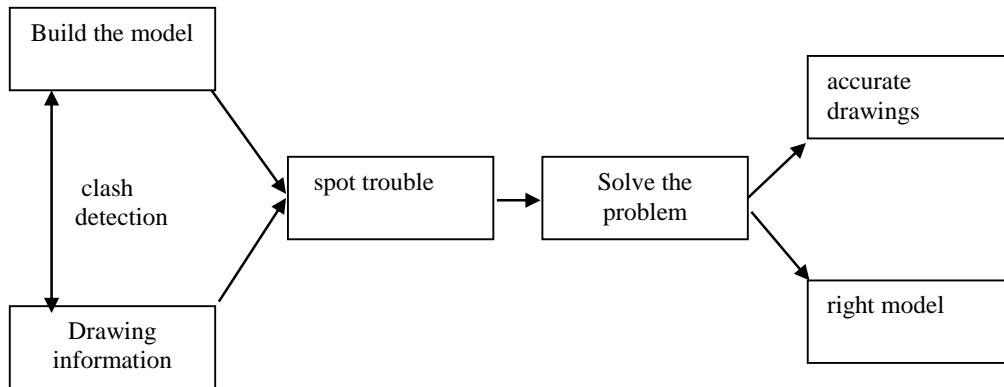 Build the model
clash
detection
Drawing
information
spot trouble
Solve the
problem
accurate
drawings
right model